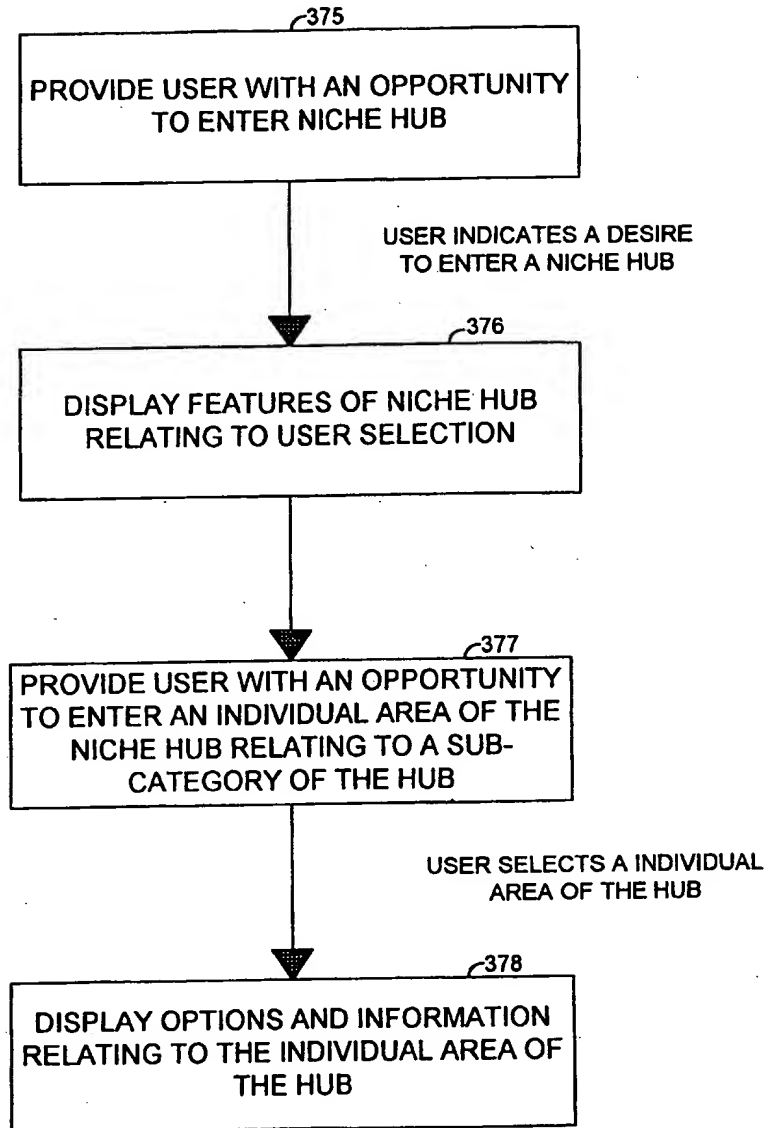 375
PROVIDE USER WITH AN OPPORTUNITY
TO ENTER NICHE HUB
USER INDICATES A DESIRE
TO ENTER A NICHE HUB
376
DISPLAY FEATURES OF NICHE HUB
RELATING TO USER SELECTION
377
PROVIDE USER WITH AN OPPORTUNITY
TO ENTER AN INDIVIDUAL AREA OF THE
NICHE HUB RELATING TO A SUB-
CATEGORY OF THE HUB
USER SELECTS A INDIVIDUAL
AREA OF THE HUB
378
DISPLAY OPTIONS AND INFORMATION
RELATING TO THE INDIVIDUAL AREA OF
THE HUB